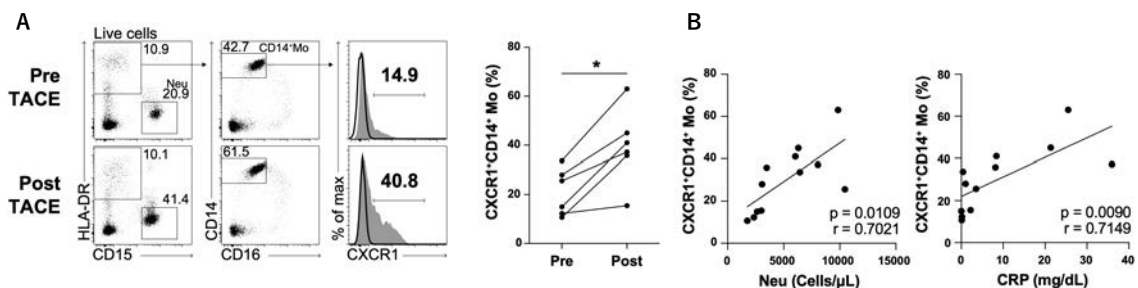 A
Live cells
Pre
TACE
Post
TACE
10.9
Neu
20.9
42.7
CD14⁺Mo
14.9
10.1
41.4
61.5
40.8
HLA-DR
CD15
CD14
CD16
% of max
CXCR1
CXCR1⁺CD14⁺ Mo (%)
80
60
40
20
0
*
Pre
Post
B
CXCR1⁺CD14⁺ Mo (%)
80
60
40
20
0
p = 0.0109
r = 0.7021
0
5000
10000
15000
Neu (Cells/µL)
CXCR1⁺CD14⁺ Mo (%)
80
60
40
20
0
p = 0.0090
r = 0.7149
0
10
20
30
40
CRP (mg/dL)